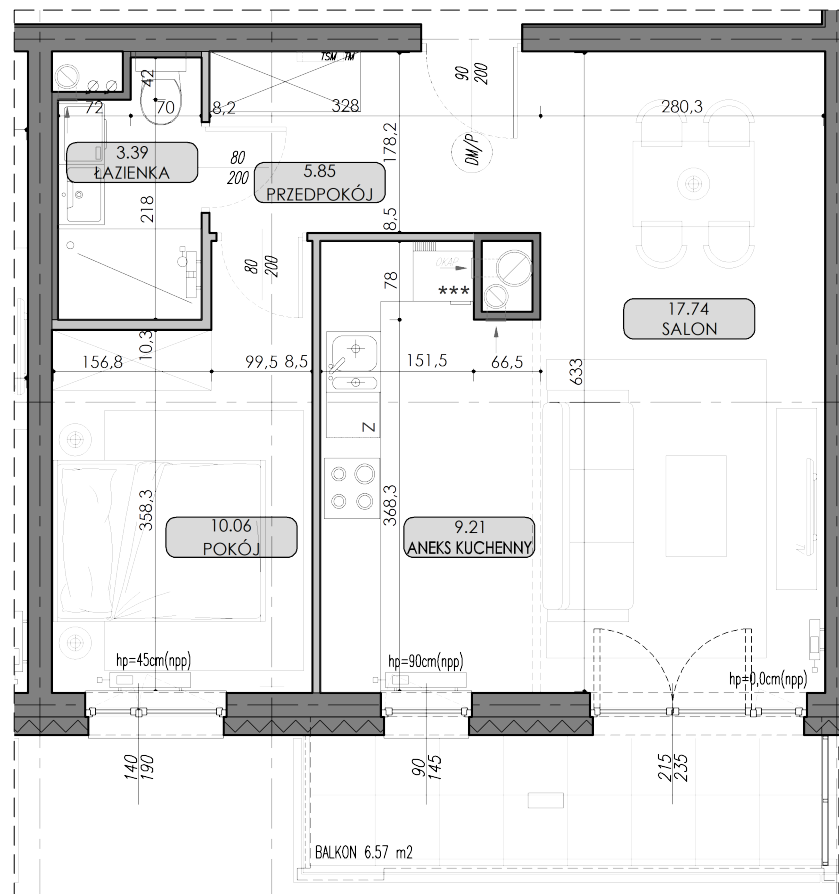 TSM TM
42
72
70
8,2
328
90
200
280,3
3.39
ŁAZIENKA
80
200
5.85
PRZEDPOKÓJ
178,2
DM/P
218
8,5
80
200
78
OKAP
***
17.74
SALON
10,3
156,8
99,5
8,5
151,5
66,5
633
Z
358,3
368,3
10.06
POKÓJ
9.21
ANEKS KUCHENNY
hp=45cm(npp)
hp=90cm(npp)
hp=0,0cm(npp)
140
190
90
145
215
235
BALKON 6.57 m2